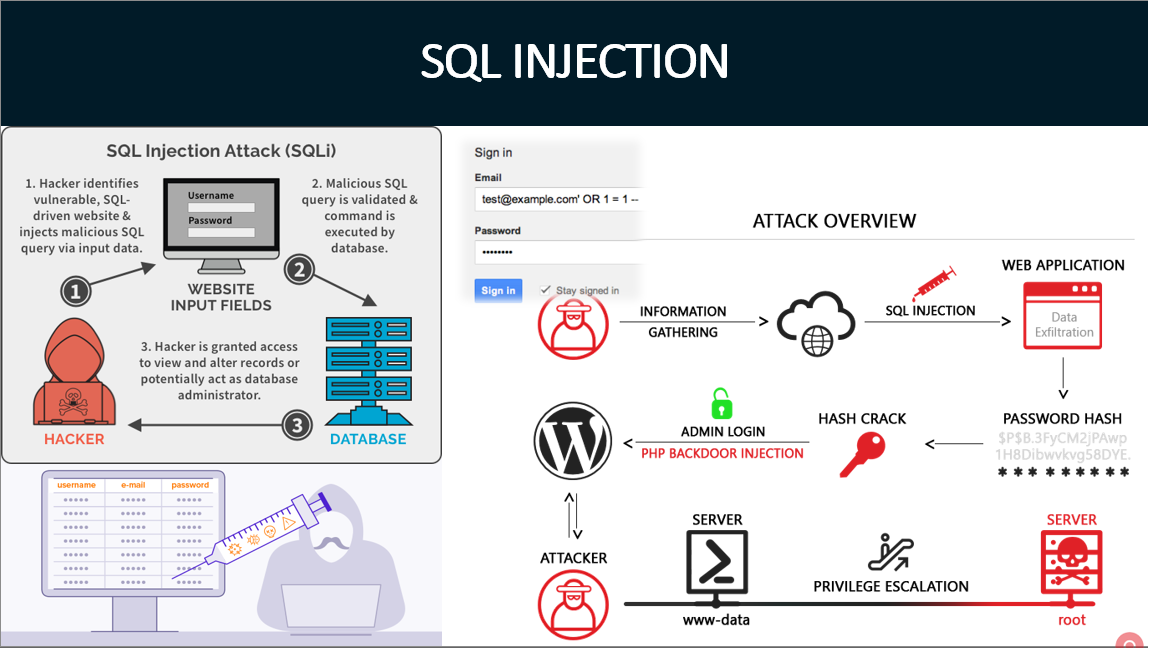 SQL INJECTION
SQL Injection Attack (SQLi)
1. Hacker identifies
vulnerable, SQL-
driven website &
injects malicious SQL
query via input data.
Username
Password
2. Malicious SQL
query is validated &
command is
executed by
database.
1
2
WEBSITE
INPUT FIELDS
3. Hacker is granted access
to view and alter records or
potentially act as database
administrator.
3
HACKER
DATABASE
username e-mail password
***** ***** *****
***** ***** *****
***** ***** *****
***** ***** *****
***** ***** *****
***** ***** *****
***** ***** *****
Sign in
Email
test@example.com' OR 1 = 1 --
Password
••••••••
Sign in
Stay signed in
ATTACK OVERVIEW
INFORMATION
GATHERING
SQL INJECTION
WEB APPLICATION
Data
Exfiltration
ADMIN LOGIN
PHP BACKDOOR INJECTION
HASH CRACK
PASSWORD HASH
$P$B.3FyCM2jPAwp
1H8Dibwvkvg58DYE.
* * * * * * * * *
ATTACKER
SERVER
www-data
PRIVILEGE ESCALATION
SERVER
root